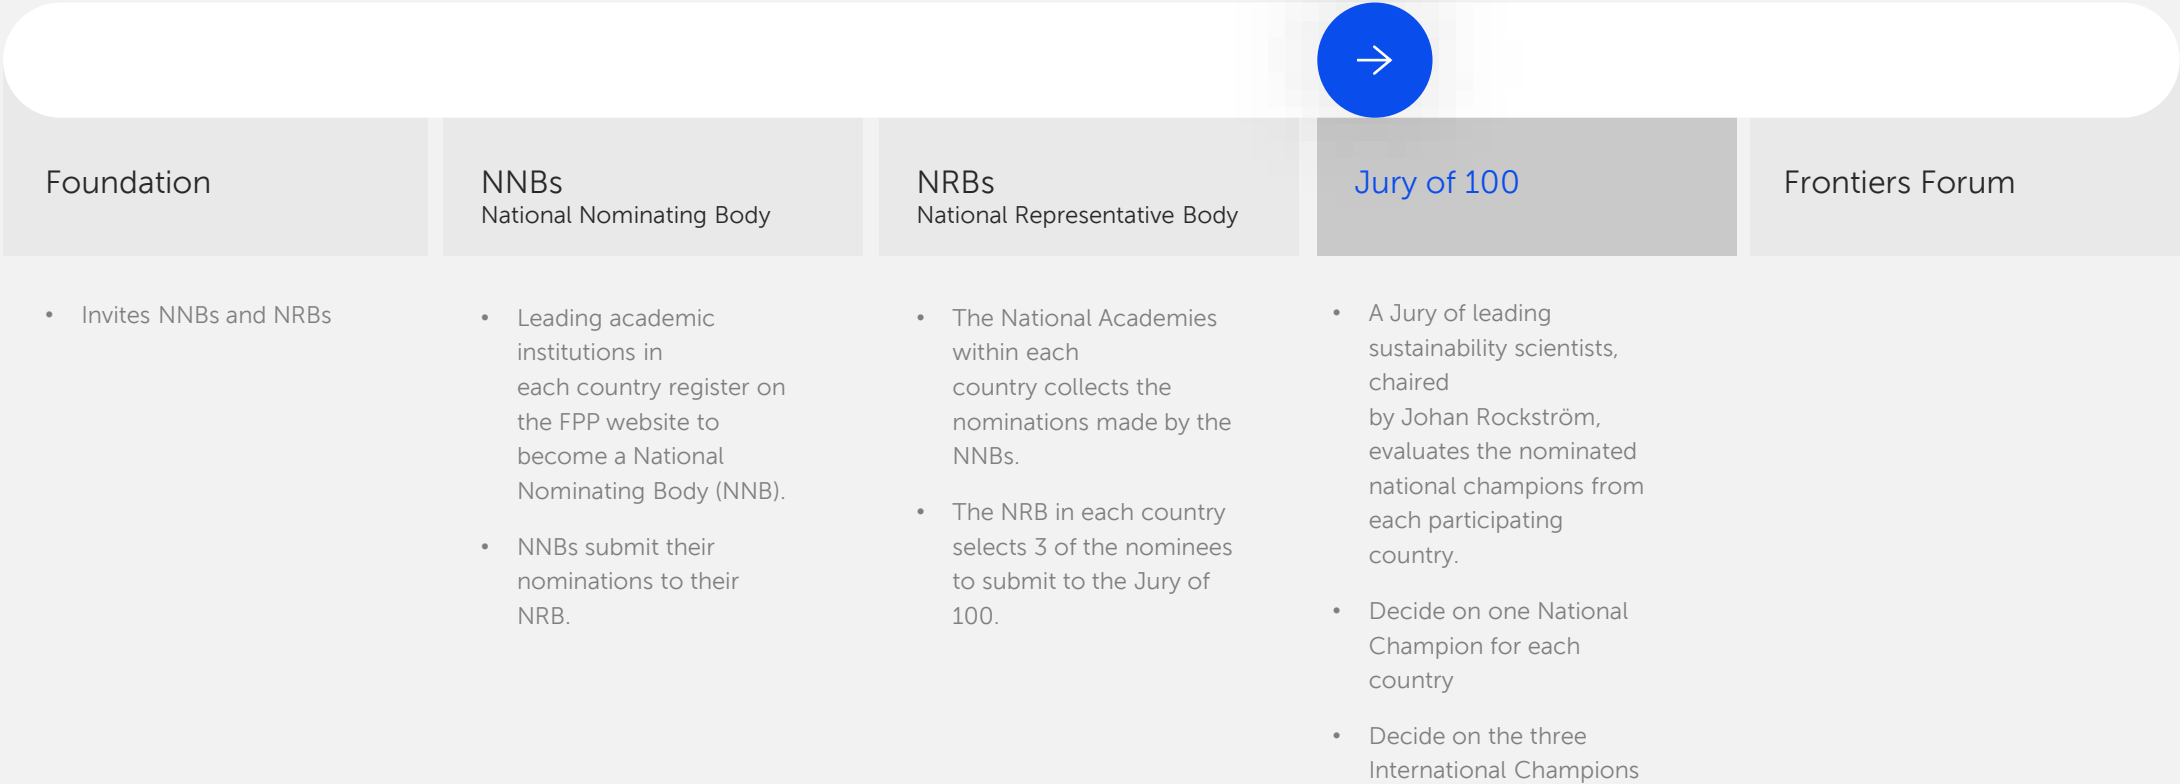 Foundation
• Invites NNBs and NRBs
NNBs
National Nominating Body
• Leading academic
institutions in
each country register on
the FPP website to
become a National
Nominating Body (NNB).
• NNBs submit their
nominations to their
NRB.
NRBs
National Representative Body
• The National Academies
within each
country collects the
nominations made by the
NNBs.
• The NRB in each country
selects 3 of the nominees
to submit to the Jury of
100.
Jury of 100
• A Jury of leading
sustainability scientists,
chaired
by Johan Rockström,
evaluates the nominated
national champions from
each participating
country.
• Decide on one National
Champion for each
country
• Decide on the three
International Champions
Frontiers Forum